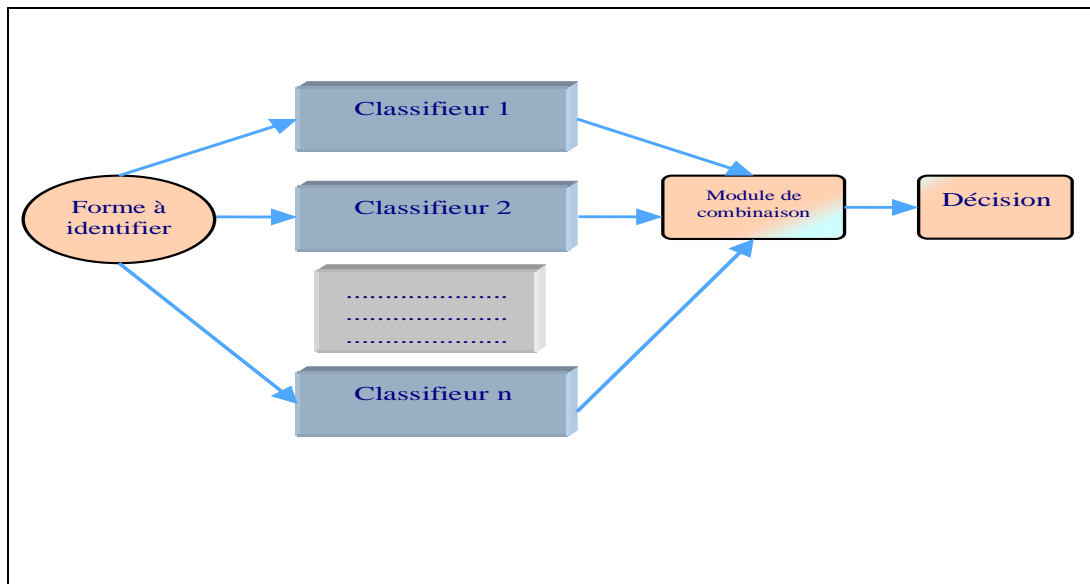 Classifieur 1
Forme à
identifier
Classifieur 2
Module de
combinaison
Décision
.....................
.....................
.....................
Classifieur n